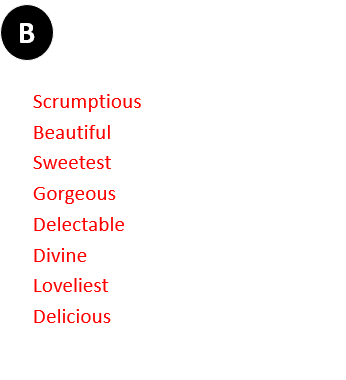 B
Scrumptious
Beautiful
Sweetest
Gorgeous
Delectable
Divine
Loveliest
Delicious